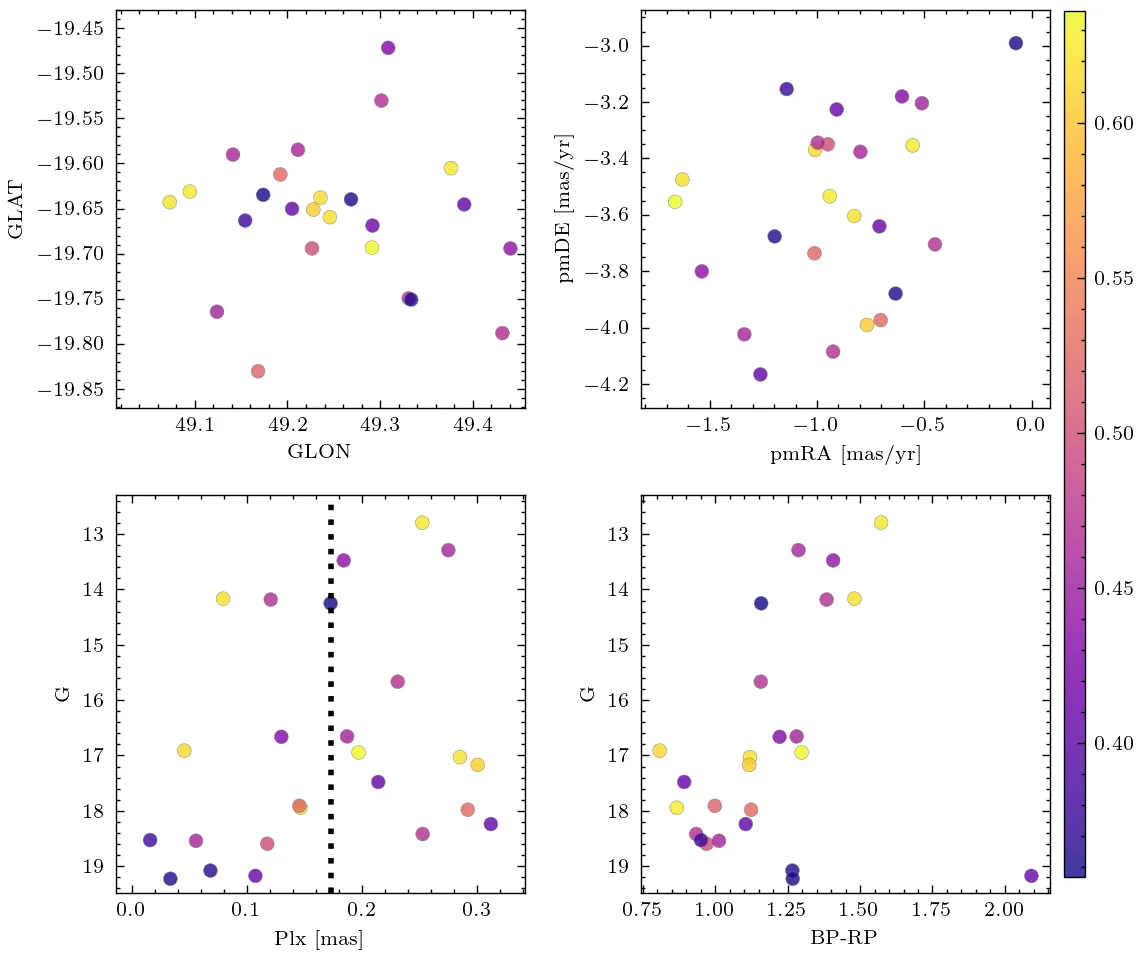 −19.45
−19.50
−19.55
−19.60
−19.65
−19.70
−19.75
−19.80
−19.85
GLAT
49.1 49.2 49.3 49.4
GLON
−3.0
−3.2
−3.4
−3.6
−3.8
−4.0
−4.2
pmDE [mas/yr]
−1.5 −1.0 −0.5 0.0
pmRA [mas/yr]
13
14
15
16
17
18
19
G
0.0 0.1 0.2 0.3
Plx [mas]
13
14
15
16
17
18
19
G
0.75 1.00 1.25 1.50 1.75 2.00
BP-RP
0.60
0.55
0.50
0.45
0.40